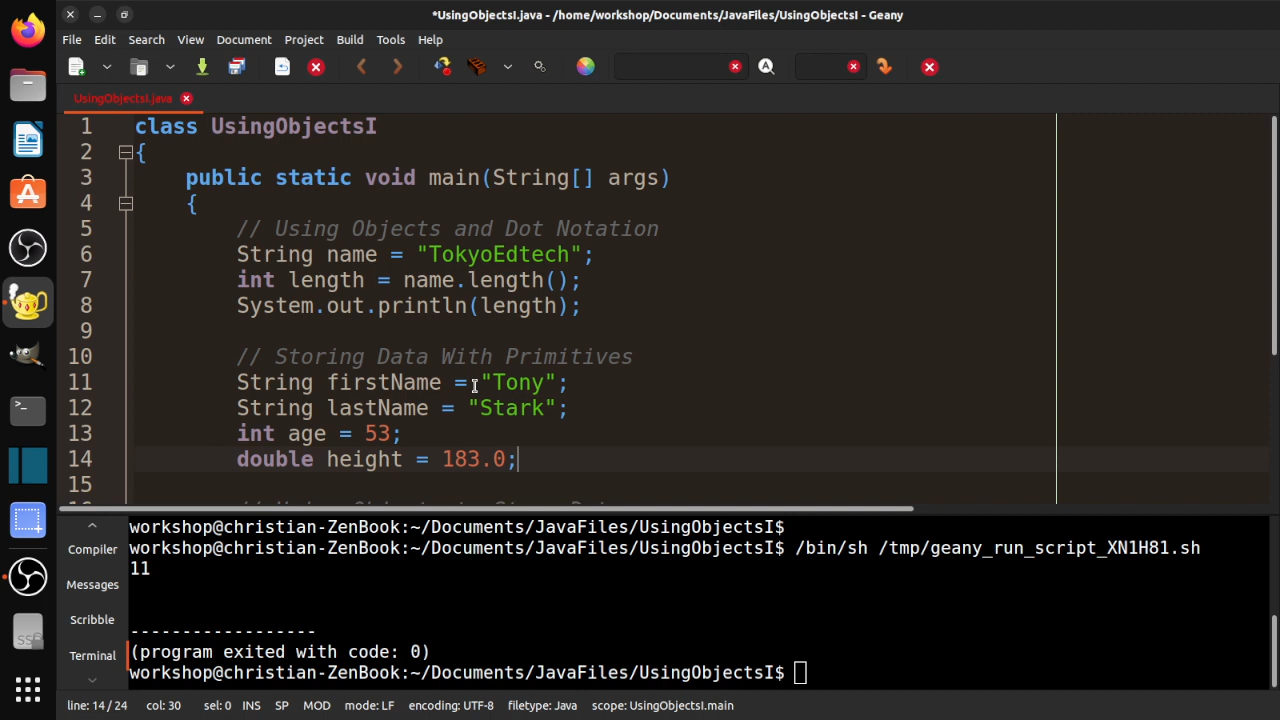 *UsingObjectsI.java - /home/workshop/Documents/JavaFiles/UsingObjectsI - Geany
File Edit Search View Document Project Build Tools Help
UsingObjectsI.java
1 class UsingObjectsI
2 {
3 public static void main(String[] args)
4 {
5 // Using Objects and Dot Notation
6 String name = "TokyoEdtech";
7 int length = name.length();
8 System.out.println(length);
9
10 // Storing Data With Primitives
11 String firstName = "Tony";
12 String lastName = "Stark";
13 int age = 53;
14 double height = 183.0;
15
Compiler
Messages
Scribble
Terminal
workshop@christian-ZenBook:~/Documents/JavaFiles/UsingObjectsI$
workshop@christian-ZenBook:~/Documents/JavaFiles/UsingObjectsI$ /bin/sh /tmp/geany_run_script_XN1H81.sh
11
------------------
(program exited with code: 0)
workshop@christian-ZenBook:~/Documents/JavaFiles/UsingObjectsI$
line: 14 / 24 col: 30 sel: 0 INS SP MOD mode: LF encoding: UTF-8 filetype: Java scope: UsingObjectsI.main